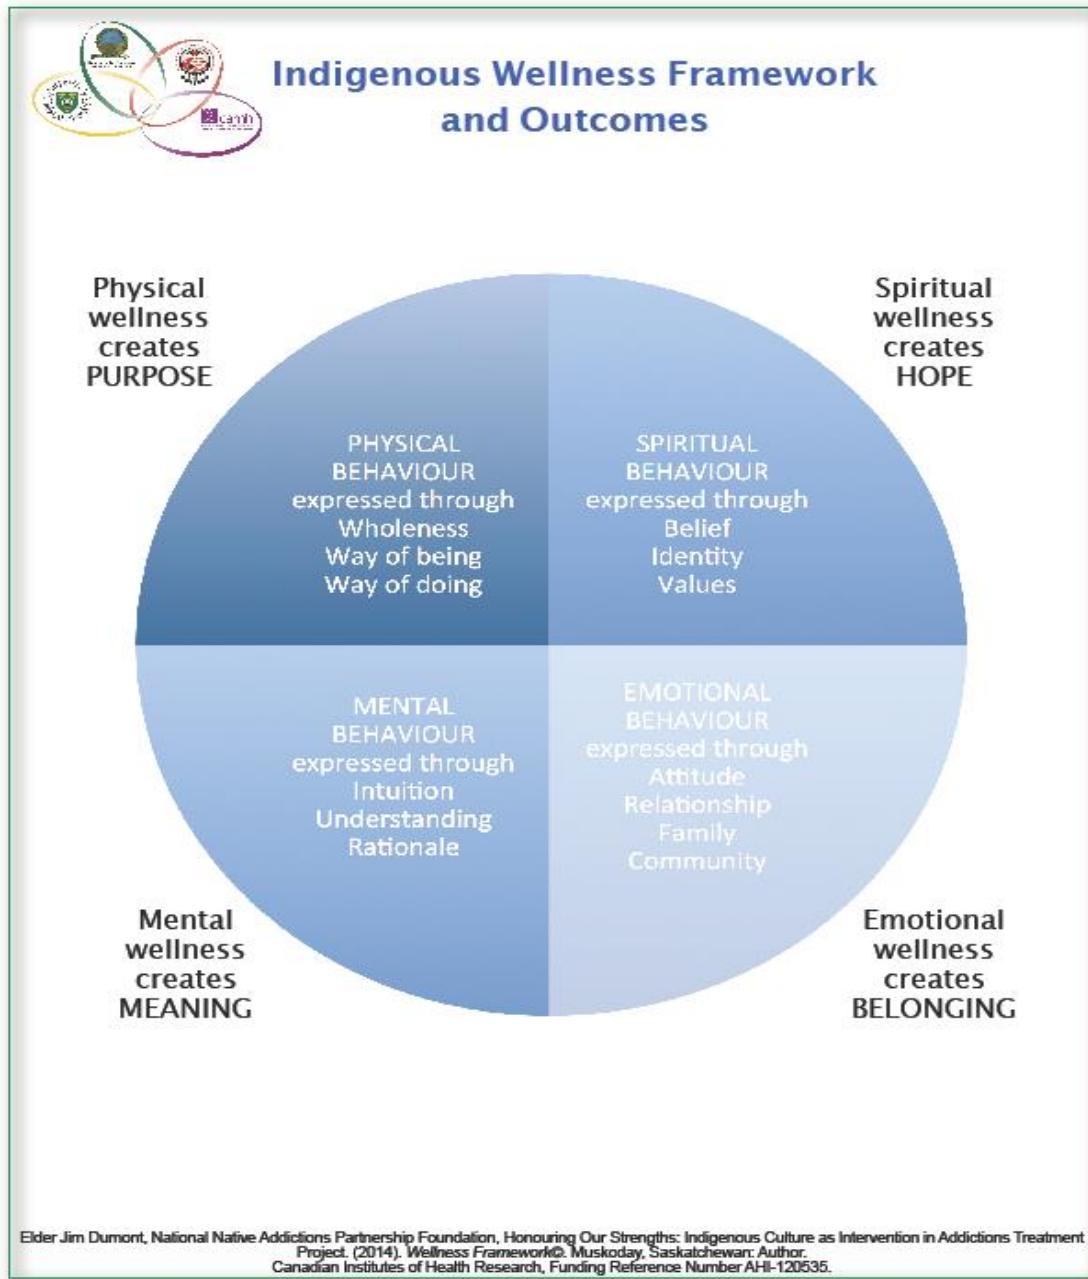 camh
Indigenous Wellness Framework
and Outcomes
Physical
wellness
creates
PURPOSE
Spiritual
wellness
creates
HOPE
PHYSICAL
BEHAVIOUR
expressed through
Wholeness
Way of being
Way of doing
SPIRITUAL
BEHAVIOUR
expressed through
Belief
Identity
Values
MENTAL
BEHAVIOUR
expressed through
Intuition
Understanding
Rationale
EMOTIONAL
BEHAVIOUR
expressed through
Attitude
Relationship
Family
Community
Mental
wellness
creates
MEANING
Emotional
wellness
creates
BELONGING
Elder Jim Dumont, National Native Addictions Partnership Foundation, Honouring Our Strengths: Indigenous Culture as Intervention in Addictions Treatment
Project. (2014). Wellness Framework©. Muskoday, Saskatchewan: Author.
Canadian Institutes of Health Research, Funding Reference Number AHI-120535.